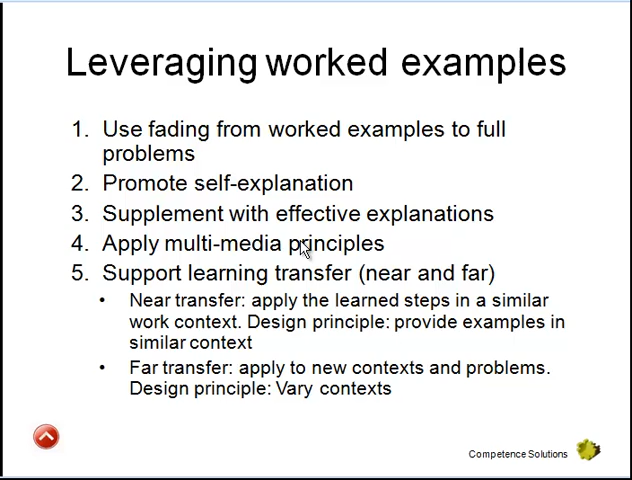 Leveraging worked examples
1. Use fading from worked examples to full
problems
2. Promote self-explanation
3. Supplement with effective explanations
4. Apply multi-media principles
5. Support learning transfer (near and far)
• Near transfer: apply the learned steps in a similar
work context. Design principle: provide examples in
similar context
• Far transfer: apply to new contexts and problems.
Design principle: Vary contexts
Competence Solutions